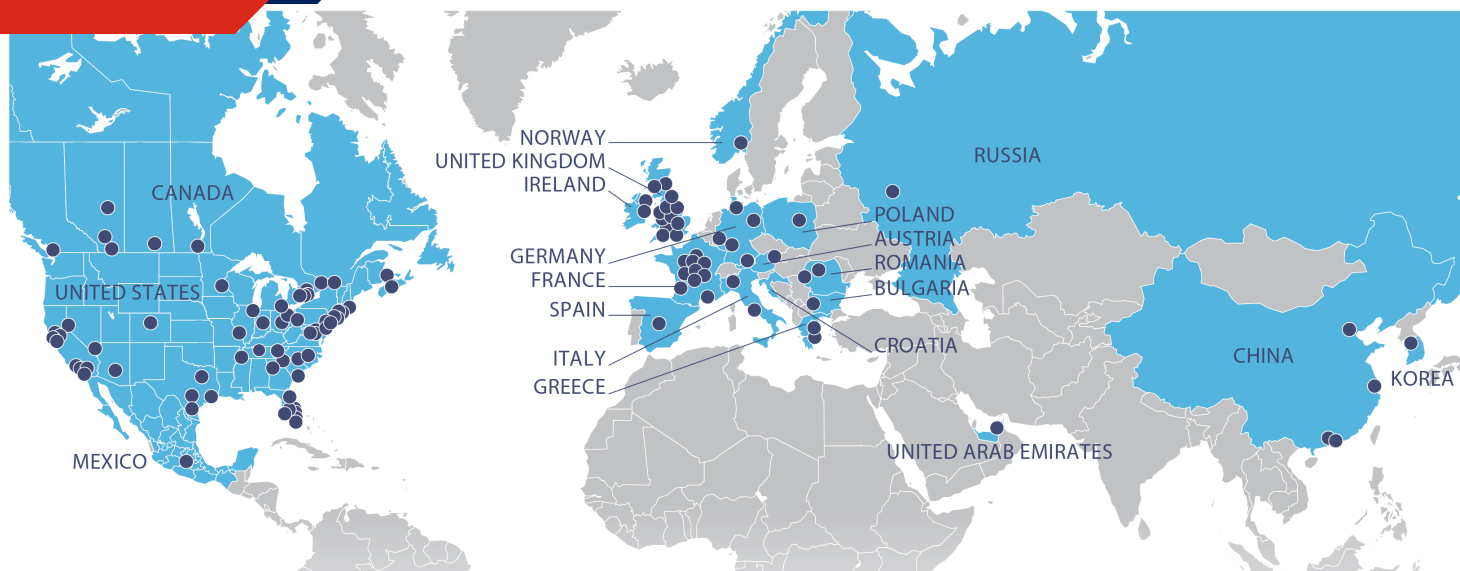 NORWAY
UNITED KINGDOM
IRELAND
RUSSIA
CANADA
POLAND
AUSTRIA
GERMANY
ROMANIA
FRANCE
BULGARIA
UNITED STATES
SPAIN
CROATIA
ITALY
CHINA
GREECE
KOREA
UNITED ARAB EMIRATES
MEXICO